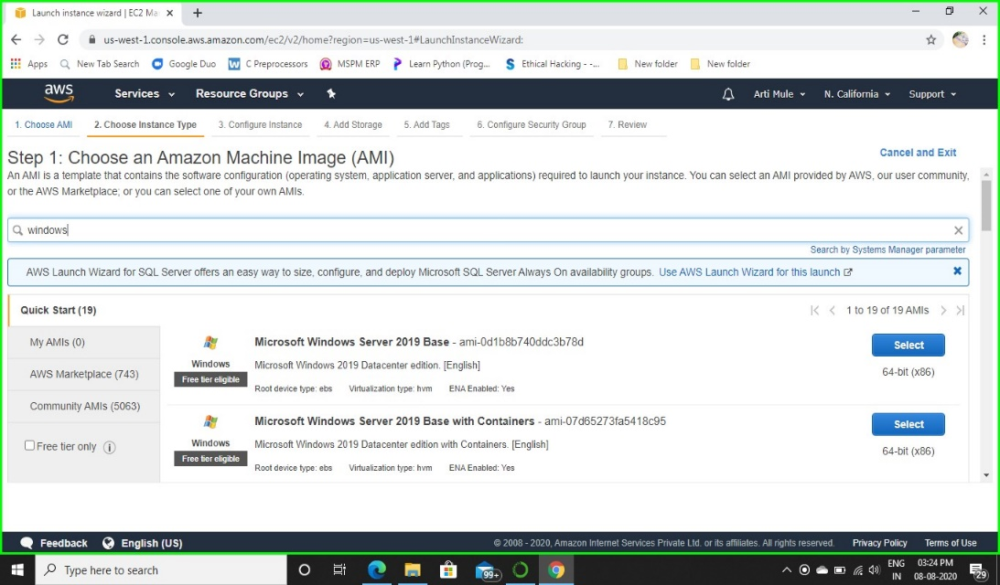 Launch instance wizard | EC2 Ma
us-west-1.console.aws.amazon.com/ec2/v2/home?region=us-west-1#LaunchInstanceWizard:
Apps New Tab Search Google Duo C Preprocessors MSPM ERP Learn Python (Prog... Ethical Hacking - -... New folder New folder
aws Services Resource Groups Arti Mule N. California Support
1. Choose AMI 2. Choose Instance Type 3. Configure Instance 4. Add Storage 5. Add Tags 6. Configure Security Group 7. Review
Step 1: Choose an Amazon Machine Image (AMI)
Cancel and Exit
An AMI is a template that contains the software configuration (operating system, application server, and applications) required to launch your instance. You can select an AMI provided by AWS, our user community,
or the AWS Marketplace; or you can select one of your own AMIs.
windows
Search by Systems Manager parameter
AWS Launch Wizard for SQL Server offers an easy way to size, configure, and deploy Microsoft SQL Server Always On availability groups. Use AWS Launch Wizard for this launch
Quick Start (19)
1 to 19 of 19 AMIs
My AMIs (0)
AWS Marketplace (743)
Community AMIs (5063)
Free tier only
Windows
Free tier eligible
Microsoft Windows Server 2019 Base - ami-0d1b8b740ddc3b78d
Microsoft Windows 2019 Datacenter edition. [English]
Root device type: ebs Virtualization type: hvm ENA Enabled: Yes
Select
64-bit (x86)
Windows
Free tier eligible
Microsoft Windows Server 2019 Base with Containers - ami-07d65273fa5418c95
Microsoft Windows 2019 Datacenter edition with Containers. [English]
Root device type: ebs Virtualization type: hvm ENA Enabled: Yes
Select
64-bit (x86)
Feedback English (US) © 2008 - 2020, Amazon Internet Services Private Ltd. or its affiliates. All rights reserved. Privacy Policy Terms of Use
Type here to search
99+
ENG
IN
03:24 PM
08-08-2020
29